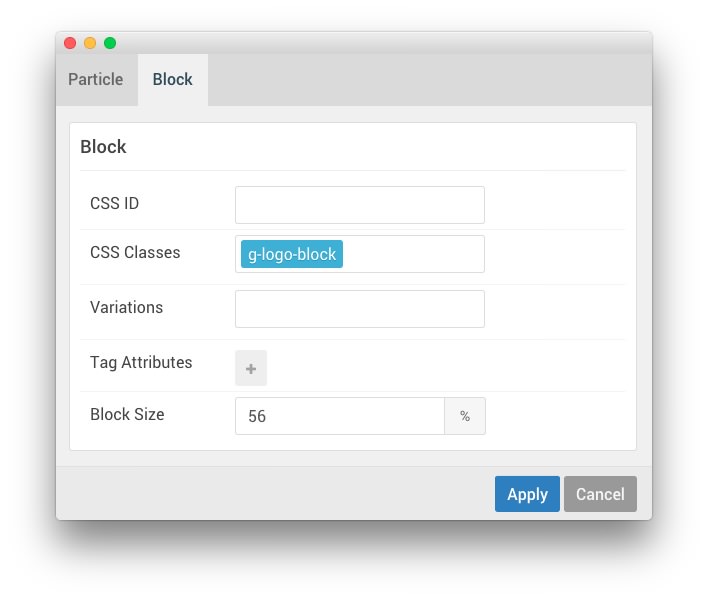 Particle Block
Block
CSS ID
CSS Classes g-logo-block
Variations
Tag Attributes +
Block Size 56 %
Apply Cancel